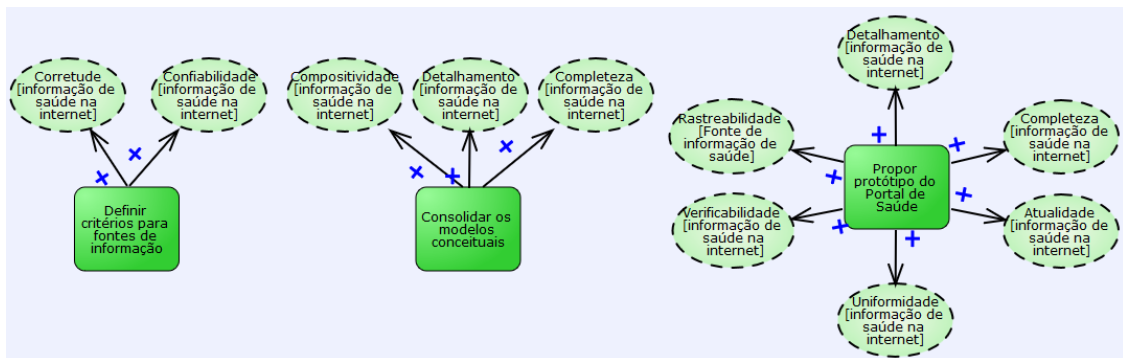 Corretude
[informação de
saúde na
internet]
Confiabilidade
[informação de
saúde na
internet]
Definir
critérios para
fontes de
informação
Compositividade
[informação de
saúde na
internet]
Detalhamento
[informação de
saúde na
internet]
Completeza
[informação de
saúde na
internet]
Consolidar os
modelos
conceituais
Detalhamento
[informação de
saúde na
internet]
Rastreabilidade
[Fonte de
informação de
saúde]
Completeza
[informação de
saúde na
internet]
Propor
protótipo do
Portal de
Saúde
Verificabilidade
[informação de
saúde na
internet]
Atualidade
[informação de
saúde na
internet]
Uniformidade
[informação de
saúde na
internet]